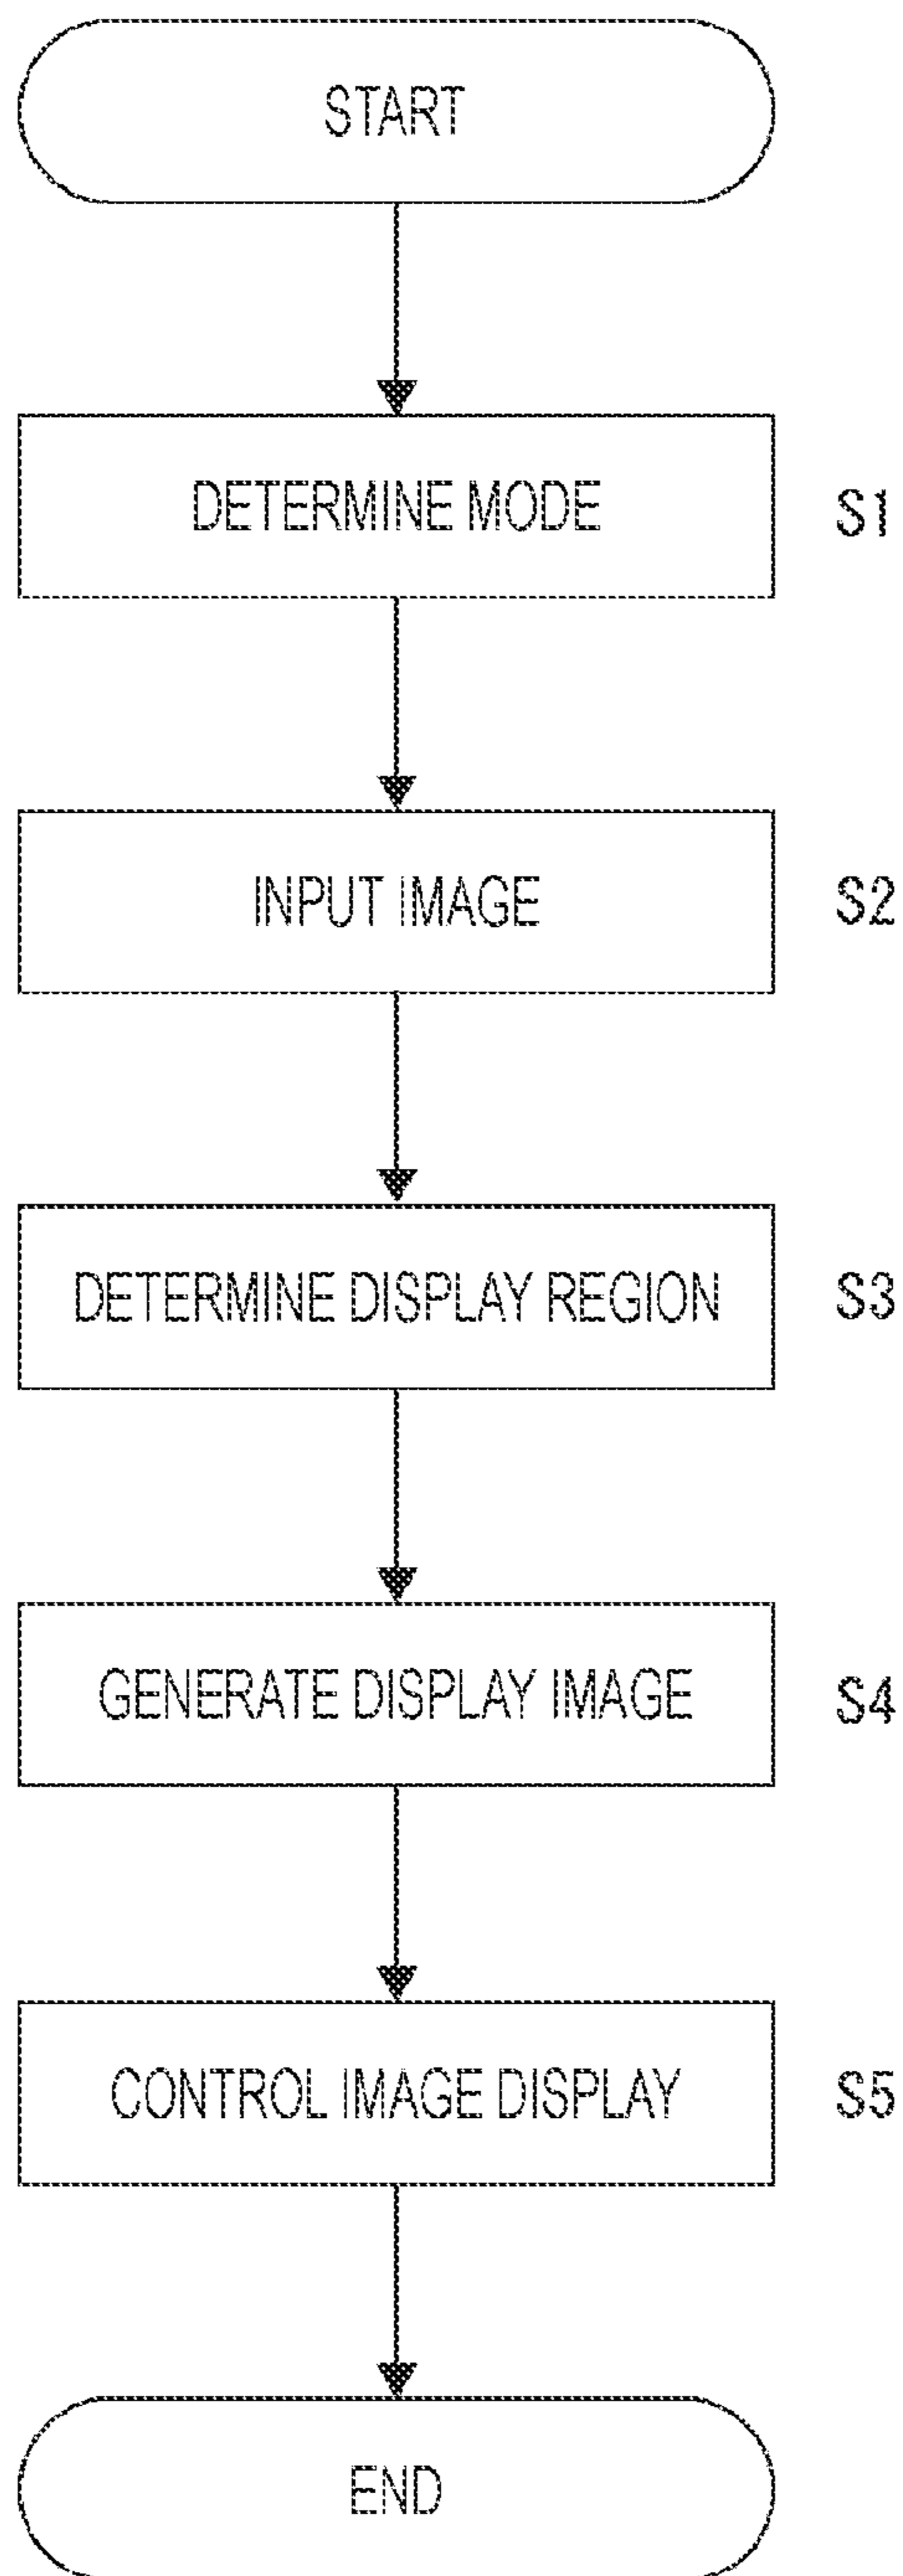 START
DETERMINE MODE
S1
INPUT IMAGE
S2
DETERMINE DISPLAY REGION
S3
GENERATE DISPLAY IMAGE
S4
CONTROL IMAGE DISPLAY
S5
END